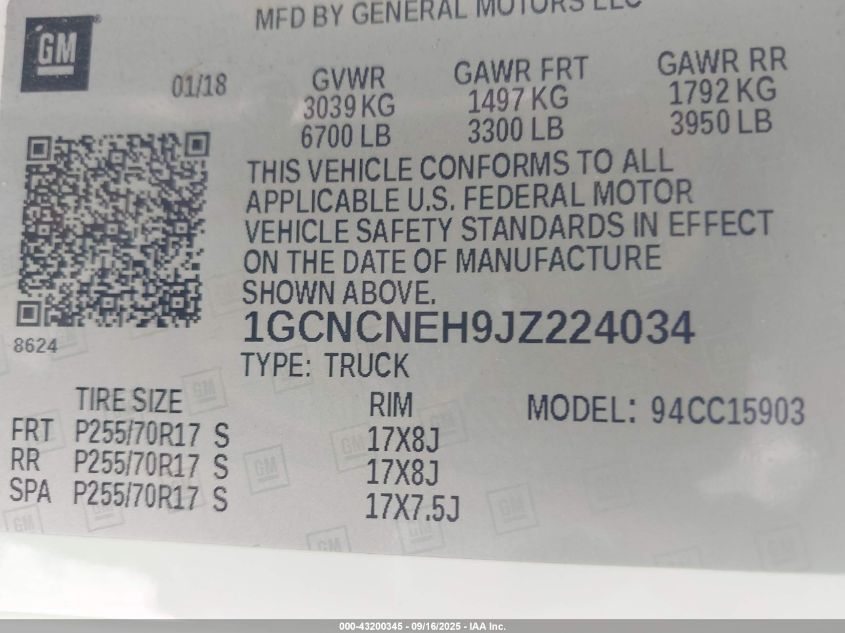 MFD BY GENERAL MOTORS LLC
GM
01/18
GVWR GAWR FRT GAWR RR
3039 KG 1497 KG 1792 KG
6700 LB 3300 LB 3950 LB
THIS VEHICLE CONFORMS TO ALL
APPLICABLE U.S. FEDERAL MOTOR
VEHICLE SAFETY STANDARDS IN EFFECT
ON THE DATE OF MANUFACTURE
SHOWN ABOVE.
1GCNCNEH9JZ224034
8624
TYPE: TRUCK
TIRE SIZE RIM MODEL: 94CC15903
FRT P255/70R17 S 17X8J
RR P255/70R17 S 17X8J
SPA P255/70R17 S 17X7.5J
000-43200345 - 09/16/2025 - IAA Inc.